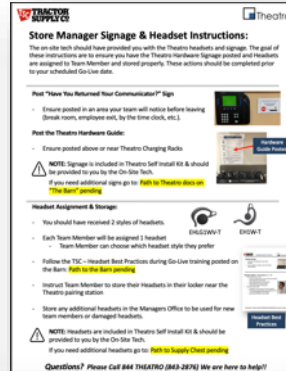 TRACTOR
SUPPLY CO
Theatro
Store Manager Signage & Headset Instructions:
The on-site tech should have provided you with the Theatro headsets and signage. The goal of
these instructions are to ensure you have the Theatro Hardware Signage posted and Headsets
are assigned to Team Member and stored properly. These actions should be completed prior
to your scheduled Go-Live date.
Post "Have You Returned Your Communicator?" Sign
- Ensure posted in an area your team will notice before leaving
(break room, employee exit, by the time clock, etc.).
Post the Theatro Hardware Guide:
- Ensure posted above or near Theatro Charging Racks
Hardware
Guide Posted
NOTE: Signage is included in Theatro Self Install Kit & should
be provided to you by the On-Site Tech.
If you need additional signs go to: Path to Theatro docs on
"The Barn" pending
Headset Assignment & Storage:
- You should have received 2 styles of headsets.
EHLG1WV-T
EH1W-T
- Each Team Member will be assigned 1 headset
- Team Member can choose which headset style they prefer
- Follow the TSC – Headset Best Practices during Go-Live training posted on
the Barn: Path to the Barn pending
- Instruct Team Member to store their Headsets in their locker near the
Theatro pairing station
- Store any additional headsets in the Managers Office to be used for new
team members or damaged headsets.
Headset Best
Practices
NOTE: Headsets are included in Theatro Self Install Kit & should be
provided to you by the On-Site Tech.
If you need additional headsets go to: Path to Supply Chest pending
Questions? Please Call 844 THEATRO (843-2876) We are here to help!!